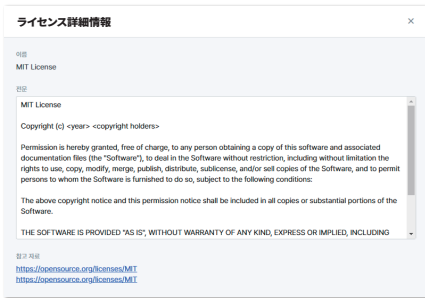 ライセンス詳細情報
이름
MIT License
전문
MIT License
Copyright (c) <year> <copyright holders>
Permission is hereby granted, free of charge, to any person obtaining a copy of this software and associated
documentation files (the "Software"), to deal in the Software without restriction, including without limitation the
rights to use, copy, modify, merge, publish, distribute, sublicense, and/or sell copies of the Software, and to permit
persons to whom the Software is furnished to do so, subject to the following conditions:
The above copyright notice and this permission notice shall be included in all copies or substantial portions of the
Software.
THE SOFTWARE IS PROVIDED "AS IS", WITHOUT WARRANTY OF ANY KIND, EXPRESS OR IMPLIED, INCLUDING
참고 자료
https://opensource.org/licenses/MIT
https://opensource.org/licenses/MIT